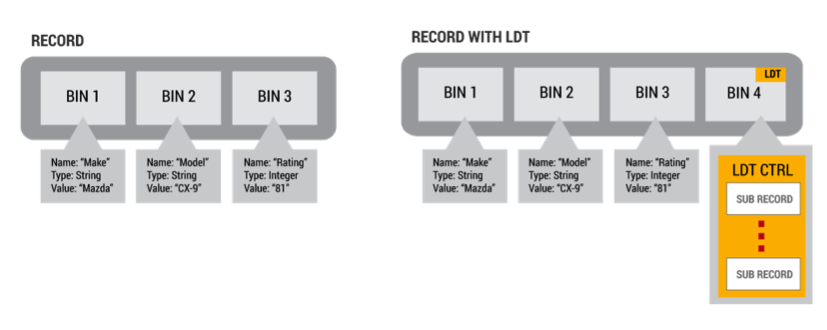 RECORD
BIN 1
BIN 2
BIN 3
Name: “Make”
Type: String
Value: “Mazda”
Name: “Model”
Type: String
Value: “CX-9”
Name: “Rating”
Type: Integer
Value: “81”
RECORD WITH LDT
BIN 1
BIN 2
BIN 3
LDT
BIN 4
Name: “Make”
Type: String
Value: “Mazda”
Name: “Model”
Type: String
Value: “CX-9”
Name: “Rating”
Type: Integer
Value: “81”
LDT CTRL
SUB RECORD
SUB RECORD